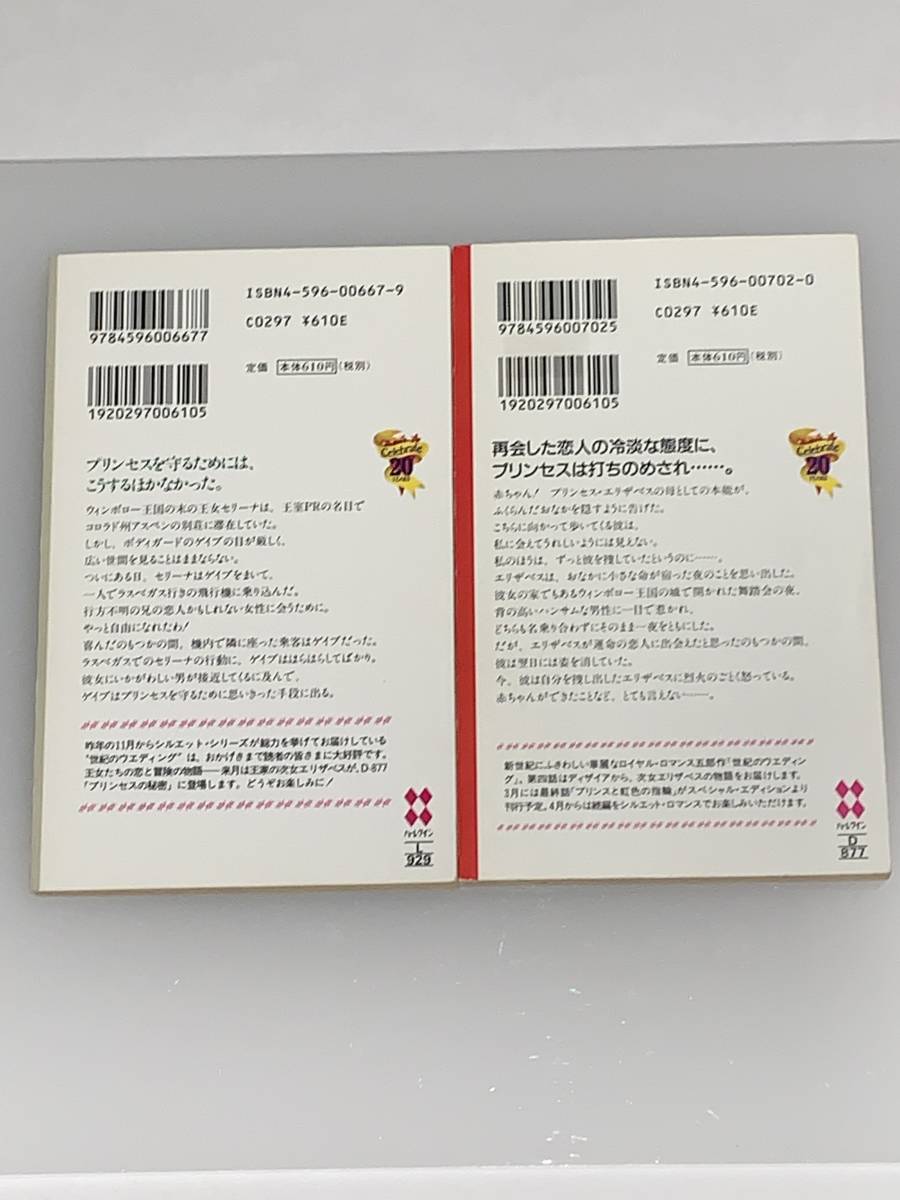 ISBN4-596-00667-9
C0297 ¥610E
9784596006677
定価 本体610円(税別)
1920297006105
Celebrate
20
YEARS
プリンセスを守るためには、
こうするほかなかった。
ウィンボロー王国の末の王女セリーナは、王室PRの名目で
コロラド州アスペンの別荘に滞在していた。
しかし、ボディガードのゲイブの目が厳しく、
広い世間を見ることはままならない。
ついにある日、セリーナはゲイブをまいて、
一人でラスベガス行きの飛行機に乗り込んだ。
行方不明の兄の恋人かもしれない女性に会うために。
やっと自由になれたわ!
喜んだのもつかの間、機内で隣に座った乗客はゲイブだった。
ラスベガスでのセリーナの行動に、ゲイブははらはらしてばかり。
彼女にいかがわしい男が接近してくるに及んで、
ゲイブはプリンセスを守るために思いきった手段に出る。
昨年の11月からシルエット・シリーズが総力を挙げてお届けしている
“世紀のウエディング”は、おかげさまで読者の皆さまに大好評です。
王女たちの恋と冒険の物語——来月は王家の次女エリザベスが、D-877
「プリンセスの秘密」に登場します。どうぞお楽しみに!
ハーレクイン
L
929
ISBN4-596-00702-0
C0297 ¥610E
9784596007025
定価 本体610円(税別)
1920297006105
Celebrate
20
YEARS
再会した恋人の冷淡な態度に、
プリンセスは打ちのめされ……。
赤ちゃん! プリンセス・エリザベスの母としての本能が、
ふくらんだおなかを隠すように告げた。
こちらに向かって歩いてくる彼は、
私に会えてうれしいようには見えない。
私のほうは、ずっと彼を捜していたというのに……。
エリザベスは、おなかに小さな命が宿った夜のことを思い出した。
彼女の家でもあるウィンボロー王国の城で開かれた舞踏会の夜、
背の高いハンサムな男性に一目で惹かれ、
どちらも名乗り合わずにそのまま一夜をともにした。
だが、エリザベスが運命の恋人に出会えたと思ったのもつかの間、
彼は翌日には姿を消していた。
今、彼は自分を捜し出したエリザベスに烈火のごとく怒っている。
赤ちゃんができたことなど、とても言えない……。
新世紀にふさわしい華麗なロイヤル・ロマンス五部作「世紀のウエディン
グ」。第四話はディザイアから、次女エリザベスの物語をお届けします。
3月には最終話「プリンスと虹色の指輪」がスペシャル・エディションより
刊行予定。4月からは続編をシルエット・ロマンスでお楽しみいただけます。
ハーレクイン
D
877